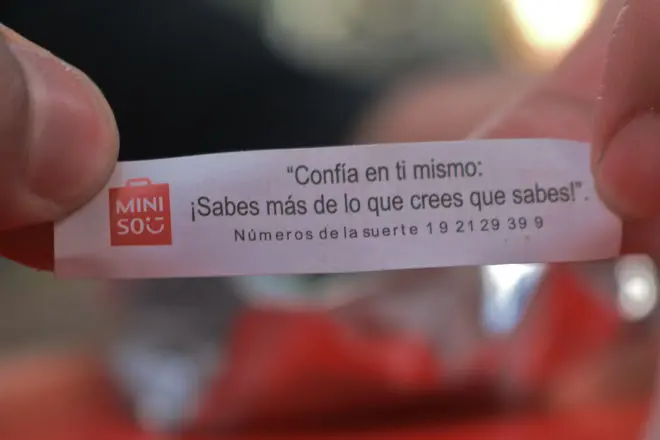 MINI
SO
“Confía en ti mismo:
¡Sabes más de lo que crees que sabes!”.
Números de la suerte 19 21 29 39 9